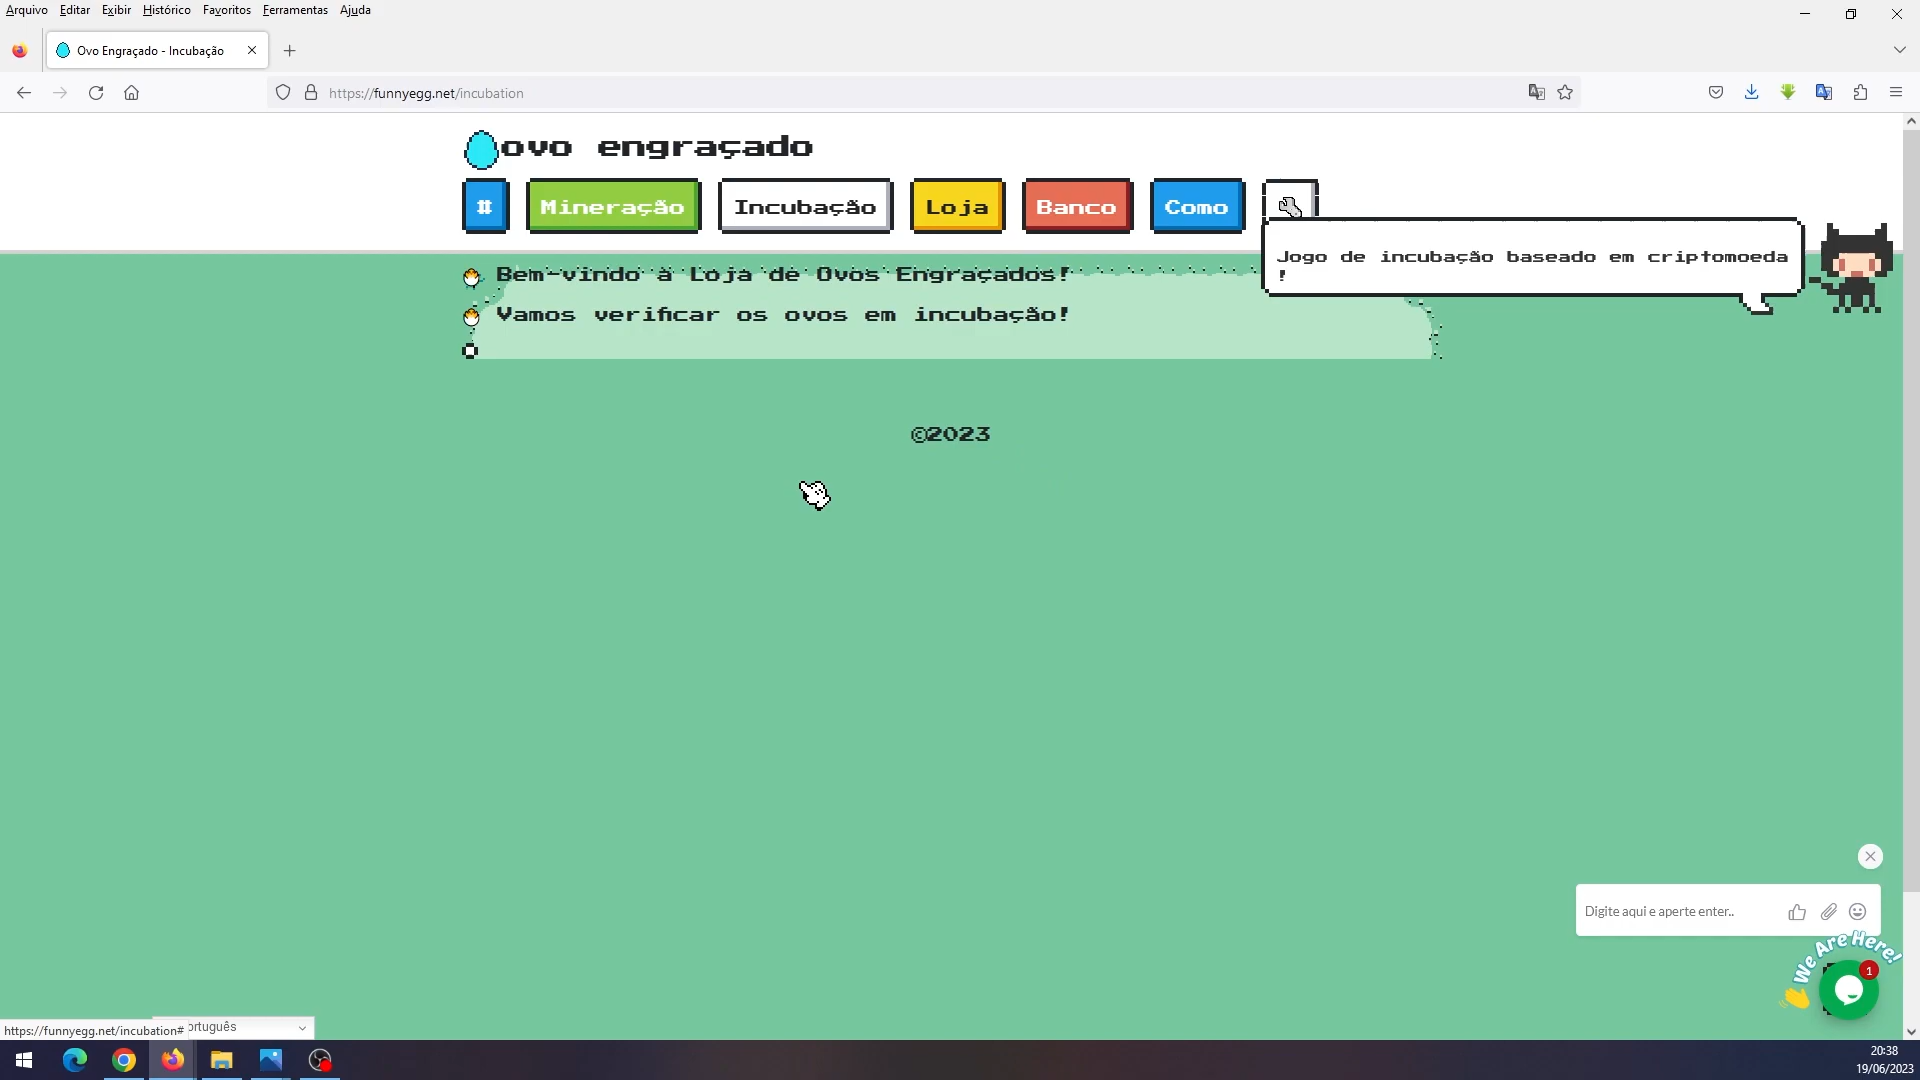 Arquivo Editar Exibir Histórico Favoritos Ferramentas Ajuda
Ovo Engraçado - Incubação
https://funnyegg.net/incubation
ovo engraçado
# Mineração Incubação Loja Banco Como
Jogo de incubação baseado em criptomoeda
!
Bem-vindo à Loja de Ovos Engraçados!
Vamos verificar os ovos em incubação!
©2023
Digite aqui e aperte enter..
We Are Here!
1
https://funnyegg.net/incubation# ortuguês
20:38
19/06/2023